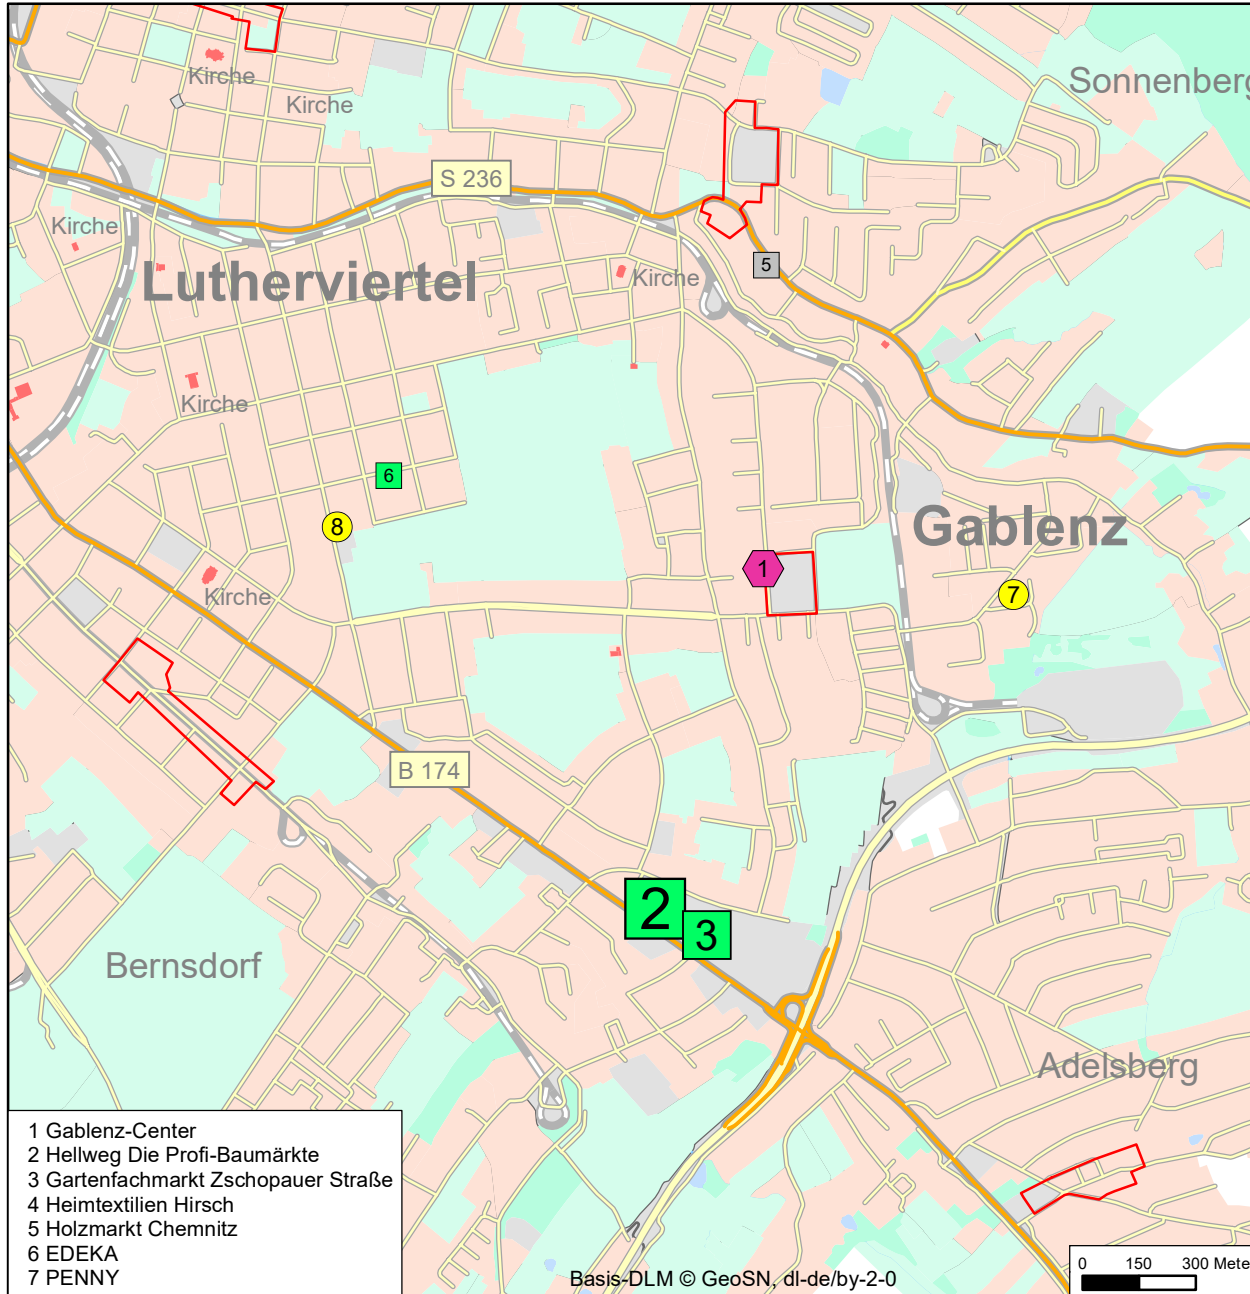 Sonnenberg
Kirche
Kirche
S 236
Kirche
5
Kirche
Lutherviertel
Kirche
6
8
Gablenz
1
7
Kirche
B 174
2
3
Bernsdorf
Adelsberg
1 Gablenz-Center
2 Hellweg Die Profi-Baumärkte
3 Gartenfachmarkt Zschopauer Straße
4 Heimtextilien Hirsch
5 Holzmarkt Chemnitz
6 EDEKA
7 PENNY
Basis-DLM © GeoSN, dl-de/by-2-0
0 150 300 Mete